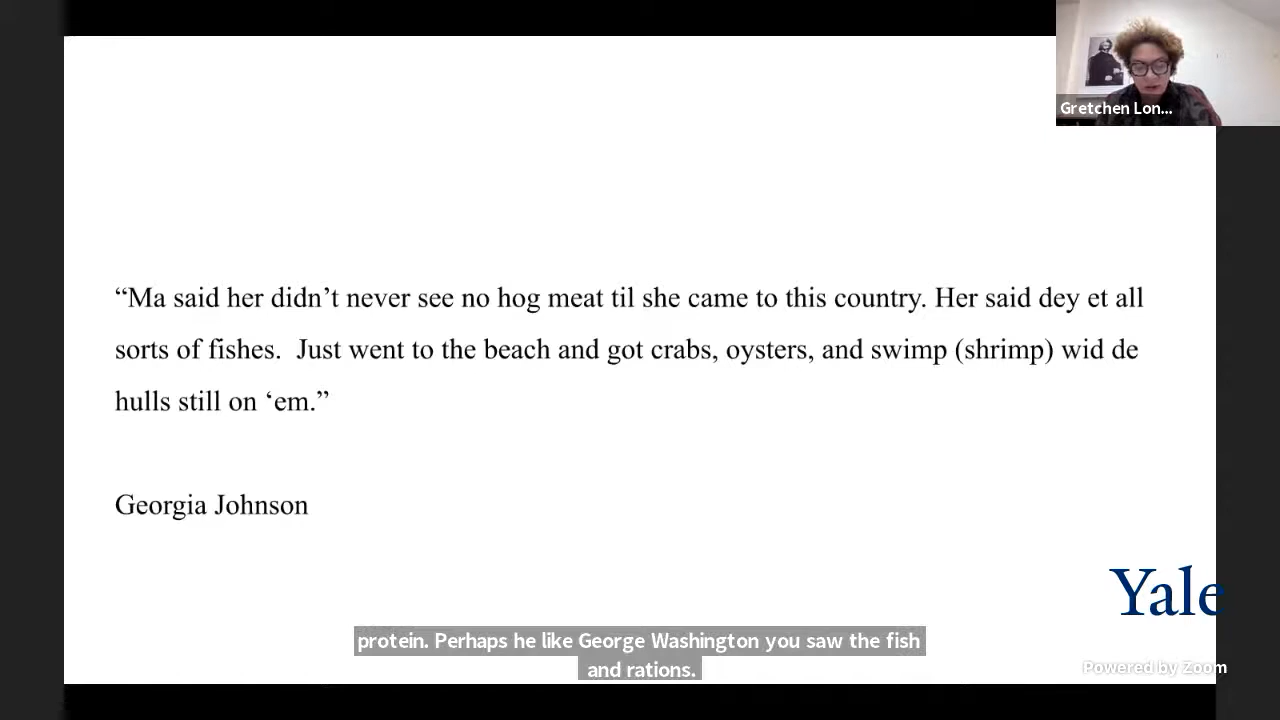 Gretchen Lon...
“Ma said her didn’t never see no hog meat til she came to this country. Her said dey et all
sorts of fishes.  Just went to the beach and got crabs, oysters, and swimp (shrimp) wid de
hulls still on ‘em.”
Georgia Johnson
Yale
protein. Perhaps he like George Washington you saw the fish
and rations.
Powered by Zoom